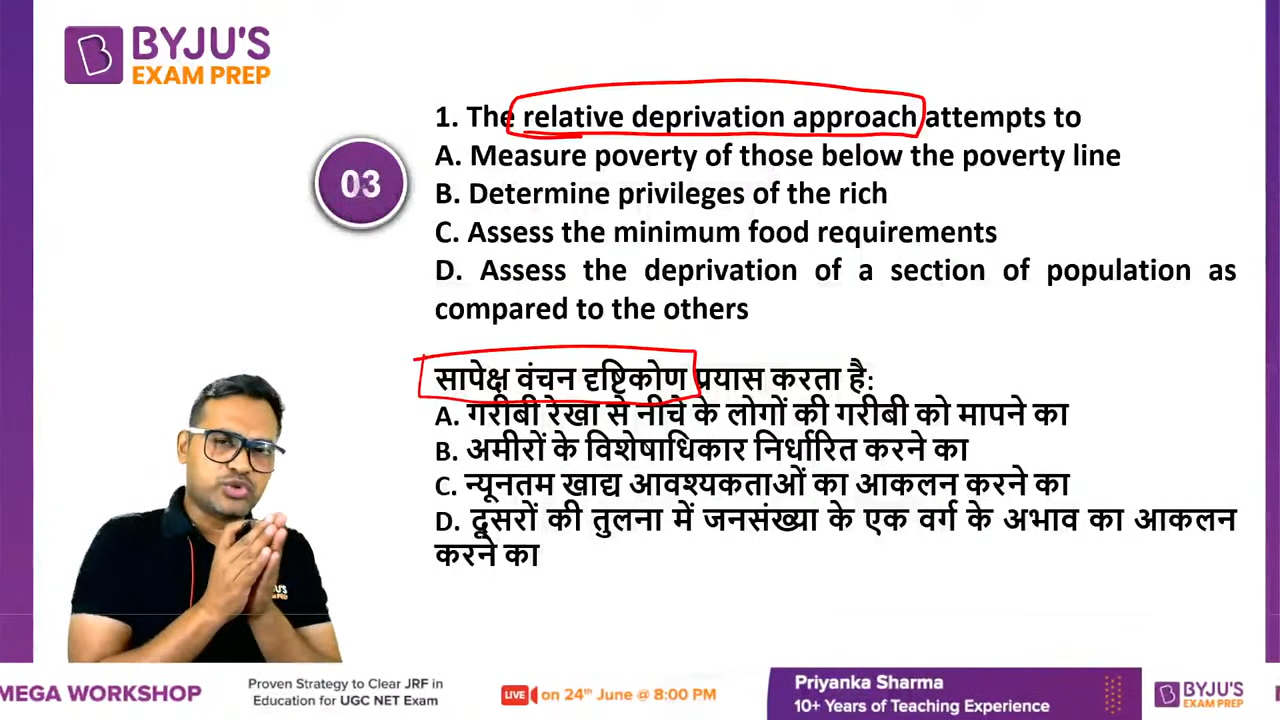 BYJU'S
EXAM PREP
03
1. The relative deprivation approach attempts to
A. Measure poverty of those below the poverty line
B. Determine privileges of the rich
C. Assess the minimum food requirements
D. Assess the deprivation of a section of population as
compared to the others
सापेक्ष वंचन दृष्टिकोण प्रयास करता है:
A. गरीबी रेखा से नीचे के लोगों की गरीबी को मापने का
B. अमीरों के विशेषाधिकार निर्धारित करने का
C. न्यूनतम खाद्य आवश्यकताओं का आकलन करने का
D. दूसरों की तुलना में जनसंख्या के एक वर्ग के अभाव का आकलन
करने का
BYJU'S
EXAM PREP
MEGA WORKSHOP
Proven Strategy to Clear JRF in
Education for UGC NET Exam
LIVE on 24th June @ 8:00 PM
Priyanka Sharma
10+ Years of Teaching Experience
BYJU'S
EXAM PREP